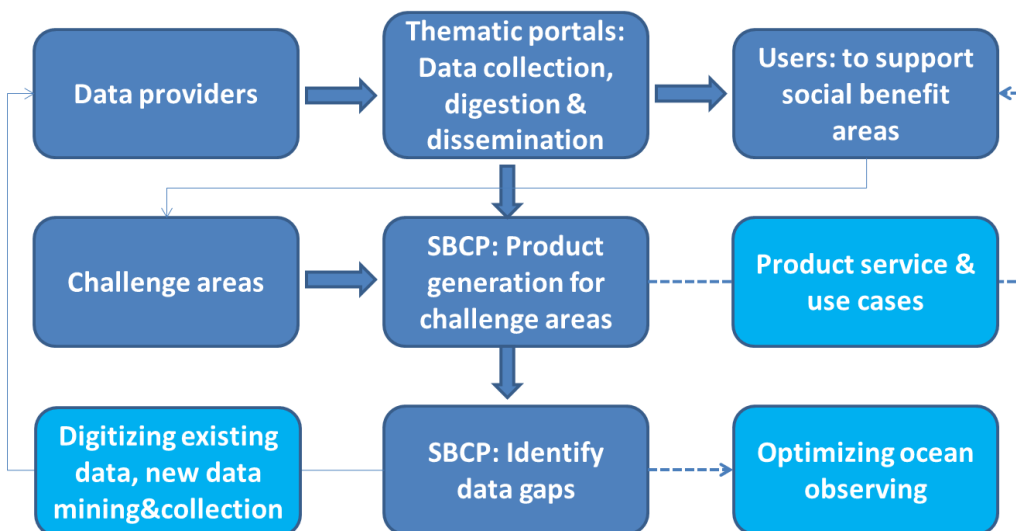 Data providers
Thematic portals:
Data collection,
digestion &
dissemination
Users: to support
social benefit
areas
Challenge areas
SBCP: Product
generation for
challenge areas
Product service &
use cases
Digitizing existing
data, new data
mining&collection
SBCP: Identify
data gaps
Optimizing ocean
observing